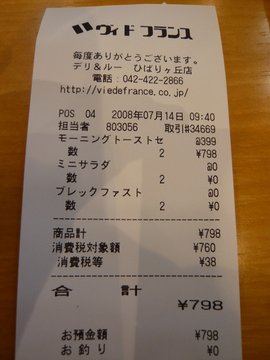 ヴィドフランス
毎度ありがとうございます。
デリ&ルー ひばりヶ丘店
電話:042-422-2866
http://viedefrance.co.jp/
POS 04 2008年07月14日 09:40
担当者 803056 取引#34669
モーニングトーストセ @399
数 2 ¥798
ミニサラダ @0
数 2 ¥0
ブレックファスト @0
数 2 ¥0
商品計 ¥798
消費税対象額 ¥760
消費税等 ¥38
合 計
¥798
お預金額 ¥798
お釣り ¥0